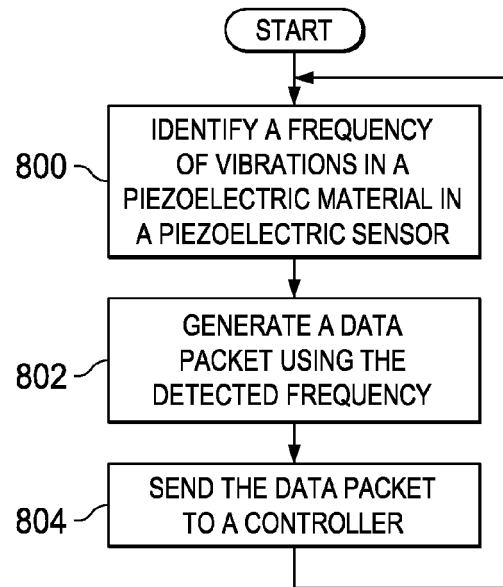 START
800
IDENTIFY A FREQUENCY
OF VIBRATIONS IN A
PIEZOELECTRIC MATERIAL IN
A PIEZOELECTRIC SENSOR
802
GENERATE A DATA
PACKET USING THE
DETECTED FREQUENCY
804
SEND THE DATA PACKET
TO A CONTROLLER